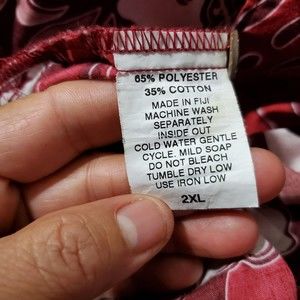 65% POLYESTER
35% COTTON
MADE IN FIJI
MACHINE WASH
SEPARATELY
INSIDE OUT
COLD WATER GENTLE
CYCLE. MILD SOAP
DO NOT BLEACH
TUMBLE DRY LOW
USE IRON LOW
2XL